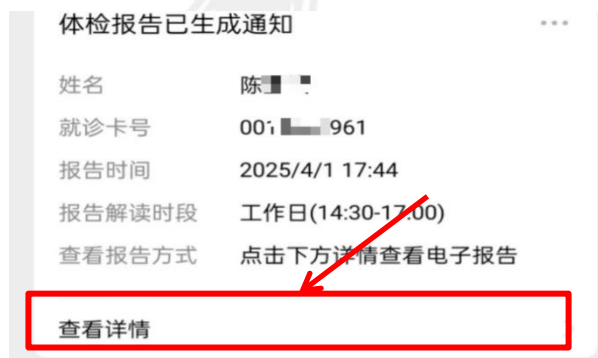 体检报告已生成通知
姓名 陈
就诊卡号 001 961
报告时间 2025/4/1 17:44
报告解读时段 工作日(14:30-17:00)
查看报告方式 点击下方详情查看电子报告
查看详情